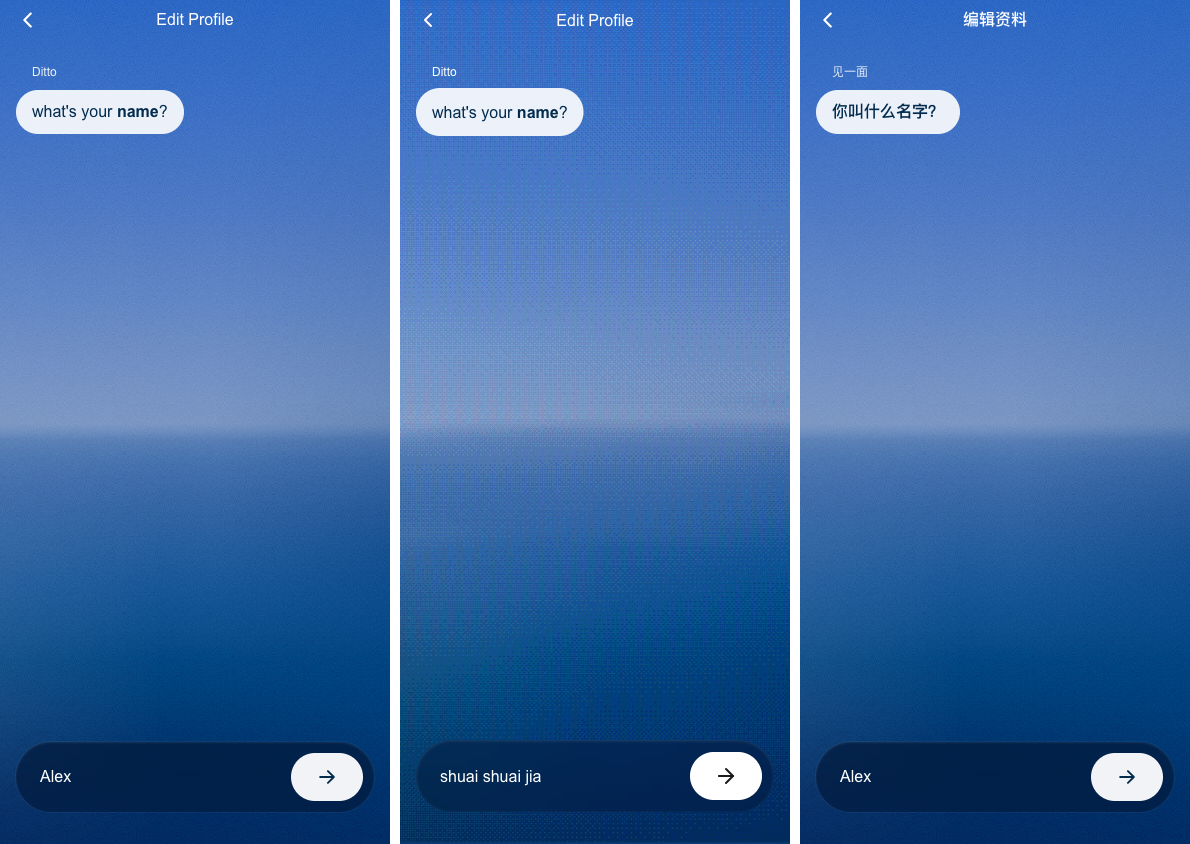 Edit Profile
Ditto
what's your name?
Alex
Edit Profile
Ditto
what's your name?
shuai shuai jia
编辑资料
见一面
你叫什么名字?
Alex